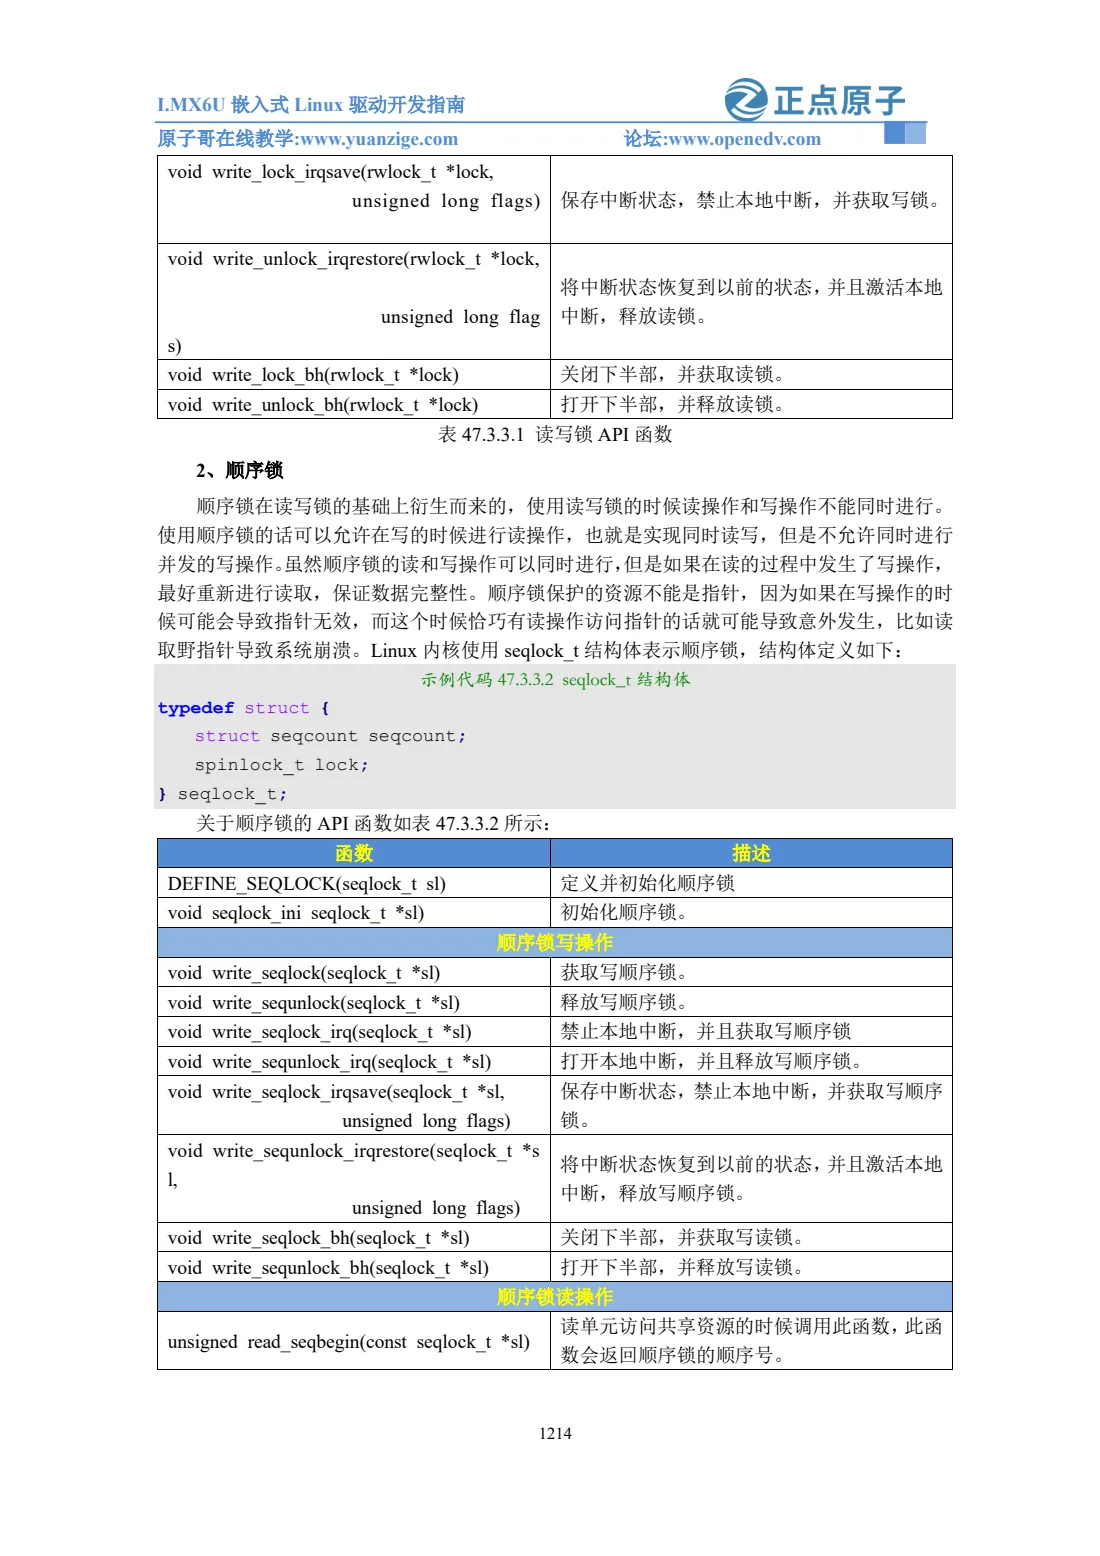 I.MX6U 嵌入式 Linux 驱动开发指南
正点原子
原子哥在线教学:www.yuanzige.com 论坛:www.openedv.com
void write_lock_irqsave(rwlock_t *lock,
unsigned long flags)
保存中断状态，禁止本地中断，并获取写锁。
void write_unlock_irqrestore(rwlock_t *lock,
unsigned long flag
s)
将中断状态恢复到以前的状态，并且激活本地
中断，释放读锁。
void write_lock_bh(rwlock_t *lock) 关闭下半部，并获取读锁。
void write_unlock_bh(rwlock_t *lock) 打开下半部，并释放读锁。
表 47.3.3.1 读写锁 API 函数
2、顺序锁
顺序锁在读写锁的基础上衍生而来的，使用读写锁的时候读操作和写操作不能同时进行。
使用顺序锁的话可以允许在写的时候进行读操作，也就是实现同时读写，但是不允许同时进行
并发的写操作。虽然顺序锁的读和写操作可以同时进行，但是如果在读的过程中发生了写操作，
最好重新进行读取，保证数据完整性。顺序锁保护的资源不能是指针，因为如果在写操作的时
候可能会导致指针无效，而这个时候恰巧有读操作访问指针的话就可能导致意外发生，比如读
取野指针导致系统崩溃。Linux 内核使用 seqlock_t 结构体表示顺序锁，结构体定义如下：
示例代码 47.3.3.2 seqlock_t 结构体
typedef struct {
struct seqcount seqcount;
spinlock_t lock;
} seqlock_t;
关于顺序锁的 API 函数如表 47.3.3.2 所示：
函数 描述
DEFINE_SEQLOCK(seqlock_t sl) 定义并初始化顺序锁
void seqlock_ini seqlock_t *sl) 初始化顺序锁。
顺序锁写操作
void write_seqlock(seqlock_t *sl) 获取写顺序锁。
void write_sequnlock(seqlock_t *sl) 释放写顺序锁。
void write_seqlock_irq(seqlock_t *sl) 禁止本地中断，并且获取写顺序锁
void write_sequnlock_irq(seqlock_t *sl) 打开本地中断，并且释放写顺序锁。
void write_seqlock_irqsave(seqlock_t *sl,
unsigned long flags)
保存中断状态，禁止本地中断，并获取写顺序
锁。
void write_sequnlock_irqrestore(seqlock_t *s
l,
unsigned long flags)
将中断状态恢复到以前的状态，并且激活本地
中断，释放写顺序锁。
void write_seqlock_bh(seqlock_t *sl) 关闭下半部，并获取写读锁。
void write_sequnlock_bh(seqlock_t *sl) 打开下半部，并释放写读锁。
顺序锁读操作
unsigned read_seqbegin(const seqlock_t *sl)
读单元访问共享资源的时候调用此函数，此函
数会返回顺序锁的顺序号。
1214